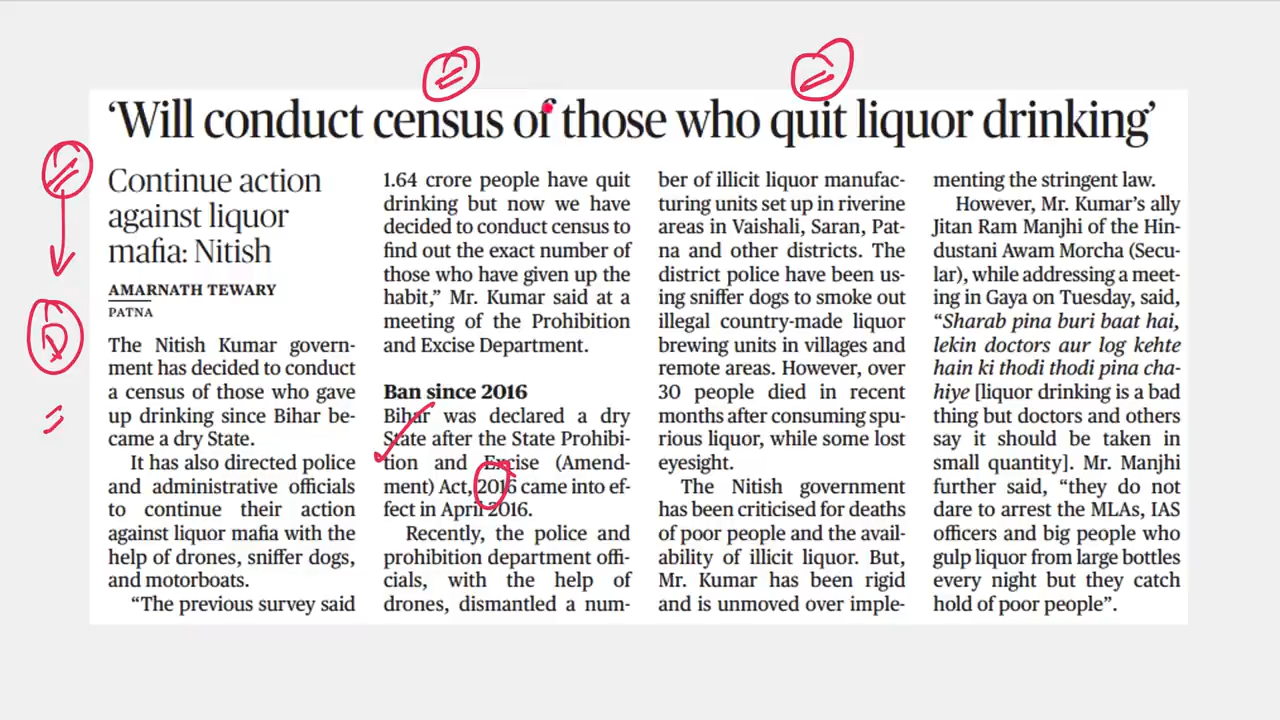 ‘Will conduct census of those who quit liquor drinking’
Continue action
against liquor
mafia: Nitish
AMARNATH TEWARY
PATNA
The Nitish Kumar govern-
ment has decided to conduct
a census of those who gave
up drinking since Bihar be-
came a dry State.
It has also directed police
and administrative officials
to continue their action
against liquor mafia with the
help of drones, sniffer dogs,
and motorboats.
“The previous survey said
1.64 crore people have quit
drinking but now we have
decided to conduct census to
find out the exact number of
those who have given up the
habit,” Mr. Kumar said at a
meeting of the Prohibition
and Excise Department.
Ban since 2016
Bihar was declared a dry
State after the State Prohibi-
tion and Excise (Amend-
ment) Act, 2016 came into ef-
fect in April 2016.
Recently, the police and
prohibition department offi-
cials, with the help of
drones, dismantled a num-
ber of illicit liquor manufac-
turing units set up in riverine
areas in Vaishali, Saran, Pat-
na and other districts. The
district police have been us-
ing sniffer dogs to smoke out
illegal country-made liquor
brewing units in villages and
remote areas. However, over
30 people died in recent
months after consuming spu-
rious liquor, while some lost
eyesight.
The Nitish government
has been criticised for deaths
of poor people and the avail-
ability of illicit liquor. But,
Mr. Kumar has been rigid
and is unmoved over imple-
menting the stringent law.
However, Mr. Kumar’s ally
Jitan Ram Manjhi of the Hin-
dustani Awam Morcha (Secu-
lar), while addressing a meet-
ing in Gaya on Tuesday, said,
“Sharab pina buri baat hai,
lekin doctors aur log kehte
hain ki thodi thodi pina cha-
hiye [liquor drinking is a bad
thing but doctors and others
say it should be taken in
small quantity]. Mr. Manjhi
further said, “they do not
dare to arrest the MLAs, IAS
officers and big people who
gulp liquor from large bottles
every night but they catch
hold of poor people”.
D